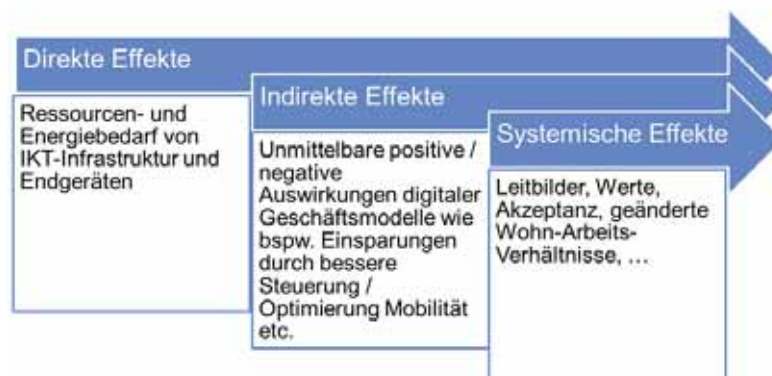 Direkte Effekte
Ressourcen- und
Energiebedarf von
IKT-Infrastruktur und
Endgeräten
Indirekte Effekte
Unmittelbare positive /
negative
Auswirkungen digitaler
Geschäftsmodelle wie
bspw. Einsparungen
durch bessere
Steuerung /
Optimierung Mobilität
etc.
Systemische Effekte
Leitbilder, Werte,
Akzeptanz, geänderte
Wohn-Arbeits-
Verhältnisse, …